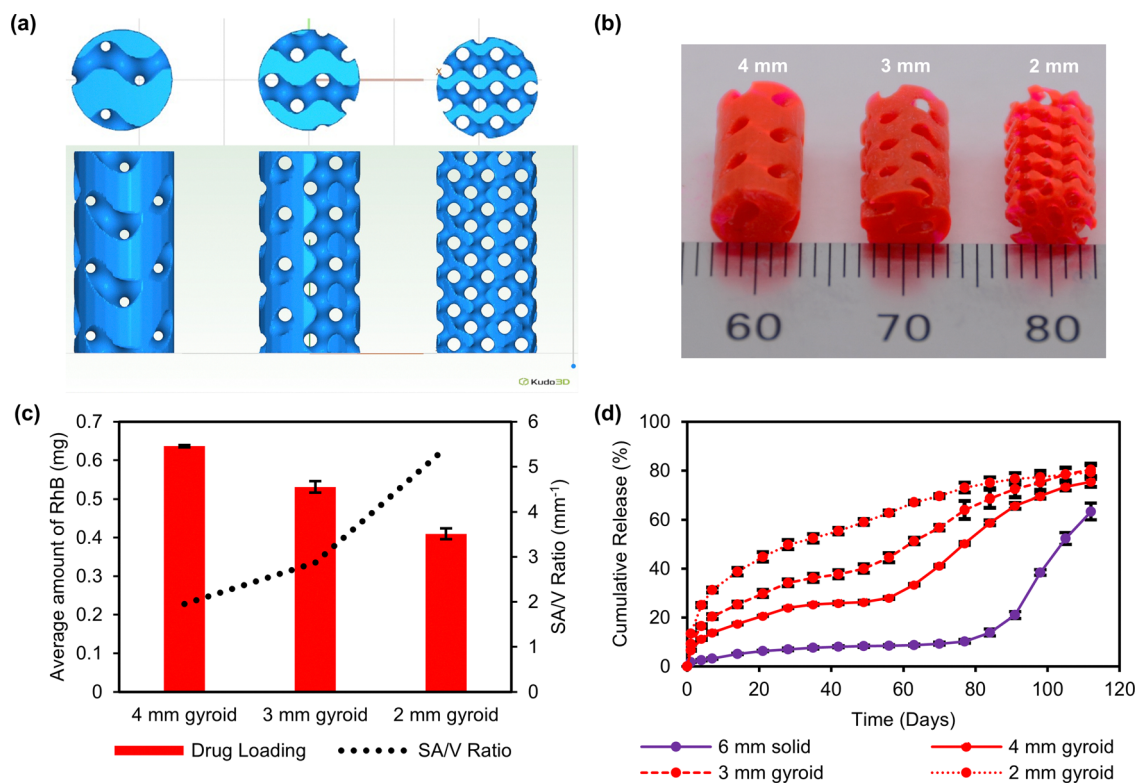 (a)
X
Kudo3D
(b)
4 mm
3 mm
2 mm
60
70
80
(c)
Average amount of RhB (mg)
0.7
0.6
0.5
0.4
0.3
0.2
0.1
0
4 mm gyroid
3 mm gyroid
2 mm gyroid
6
5
4
3
2
1
0
SA/V Ratio (mm⁻¹)
Drug Loading
SA/V Ratio
(d)
Cumulative Release (%)
100
80
60
40
20
0
0
20
40
60
80
100
120
Time (Days)
6 mm solid
4 mm gyroid
3 mm gyroid
2 mm gyroid